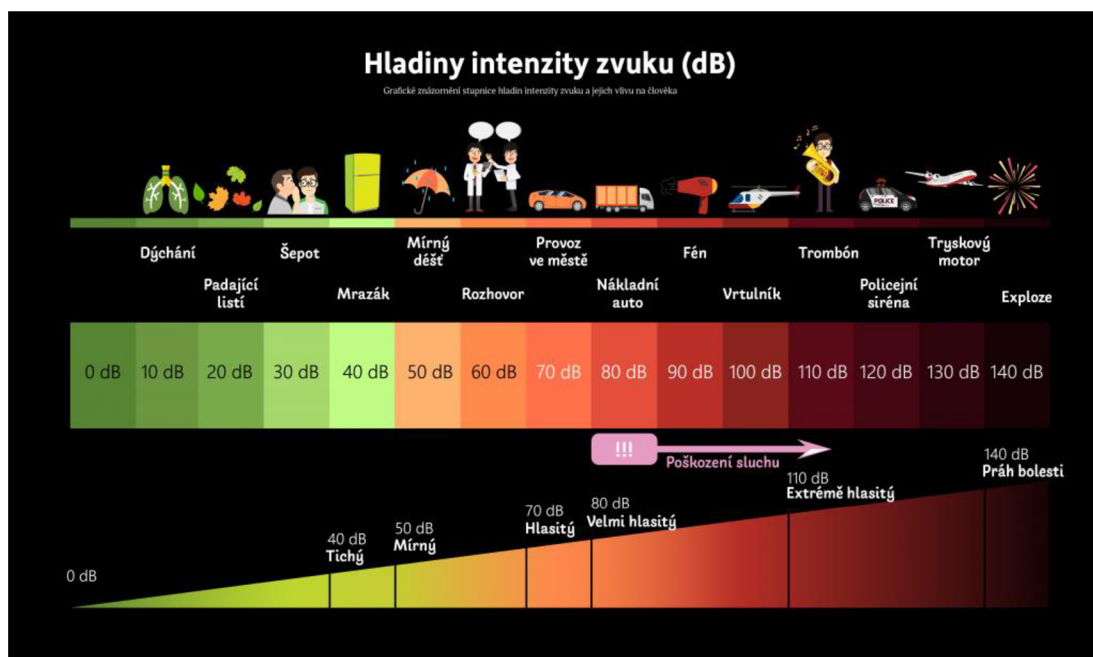 Hladiny intenzity zvuku (dB)
Grafické znázornění stupnice hladin intenzity zvuku a jejich vlivu na člověka
POLICE
Dýchání
Šepot
Mírný
déšť
Provoz
ve městě
Fén
Trombón
Tryskový
motor
Padající
listí
Mrazák
Rozhovor
Nákladní
auto
Vrtulník
Policejní
siréna
Exploze
0 dB 10 dB 20 dB 30 dB 40 dB 50 dB 60 dB 70 dB 80 dB 90 dB 100 dB 110 dB 120 dB 130 dB 140 dB
!!!
Poškození sluchu
0 dB
40 dB
Tichý
50 dB
Mírný
70 dB
Hlasitý
80 dB
Velmi hlasitý
110 dB
Extrémě hlasitý
140 dB
Práh bolesti